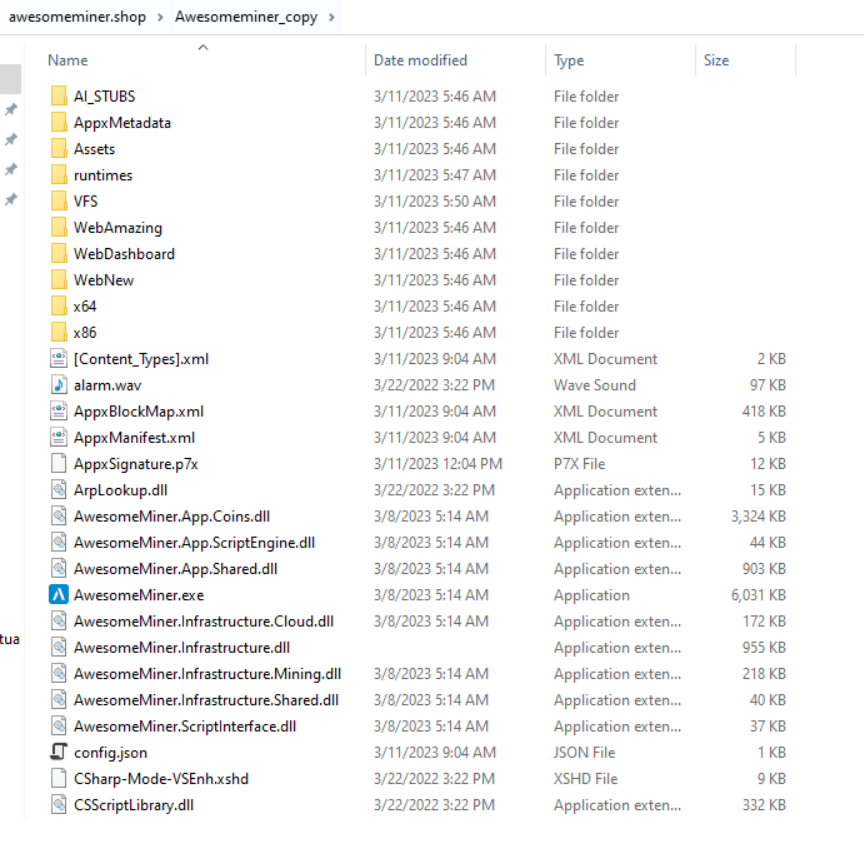 awesomeminer.shop > Awesomeminer_copy >
Name Date modified Type Size
AI_STUBS 3/11/2023 5:46 AM File folder
AppxMetadata 3/11/2023 5:46 AM File folder
Assets 3/11/2023 5:46 AM File folder
runtimes 3/11/2023 5:47 AM File folder
VFS 3/11/2023 5:50 AM File folder
WebAmazing 3/11/2023 5:46 AM File folder
WebDashboard 3/11/2023 5:46 AM File folder
WebNew 3/11/2023 5:46 AM File folder
x64 3/11/2023 5:46 AM File folder
x86 3/11/2023 5:46 AM File folder
[Content_Types].xml 3/11/2023 9:04 AM XML Document 2 KB
alarm.wav 3/22/2022 3:22 PM Wave Sound 97 KB
AppxBlockMap.xml 3/11/2023 9:04 AM XML Document 418 KB
AppxManifest.xml 3/11/2023 9:04 AM XML Document 5 KB
AppxSignature.p7x 3/11/2023 12:04 PM P7X File 12 KB
ArpLookup.dll 3/22/2022 3:22 PM Application exten... 15 KB
AwesomeMiner.App.Coins.dll 3/8/2023 5:14 AM Application exten... 3,324 KB
AwesomeMiner.App.ScriptEngine.dll 3/8/2023 5:14 AM Application exten... 44 KB
AwesomeMiner.App.Shared.dll 3/8/2023 5:14 AM Application exten... 903 KB
AwesomeMiner.exe 3/8/2023 5:14 AM Application 6,031 KB
AwesomeMiner.Infrastructure.Cloud.dll 3/8/2023 5:14 AM Application exten... 172 KB
tua AwesomeMiner.Infrastructure.dll Application exten... 955 KB
AwesomeMiner.Infrastructure.Mining.dll 3/8/2023 5:14 AM Application exten... 218 KB
AwesomeMiner.Infrastructure.Shared.dll 3/8/2023 5:14 AM Application exten... 40 KB
AwesomeMiner.ScriptInterface.dll 3/8/2023 5:14 AM Application exten... 37 KB
config.json 3/11/2023 9:04 AM JSON File 1 KB
CSharp-Mode-VSEnh.xshd 3/22/2022 3:22 PM XSHD File 9 KB
CSScriptLibrary.dll 3/22/2022 3:22 PM Application exten... 332 KB